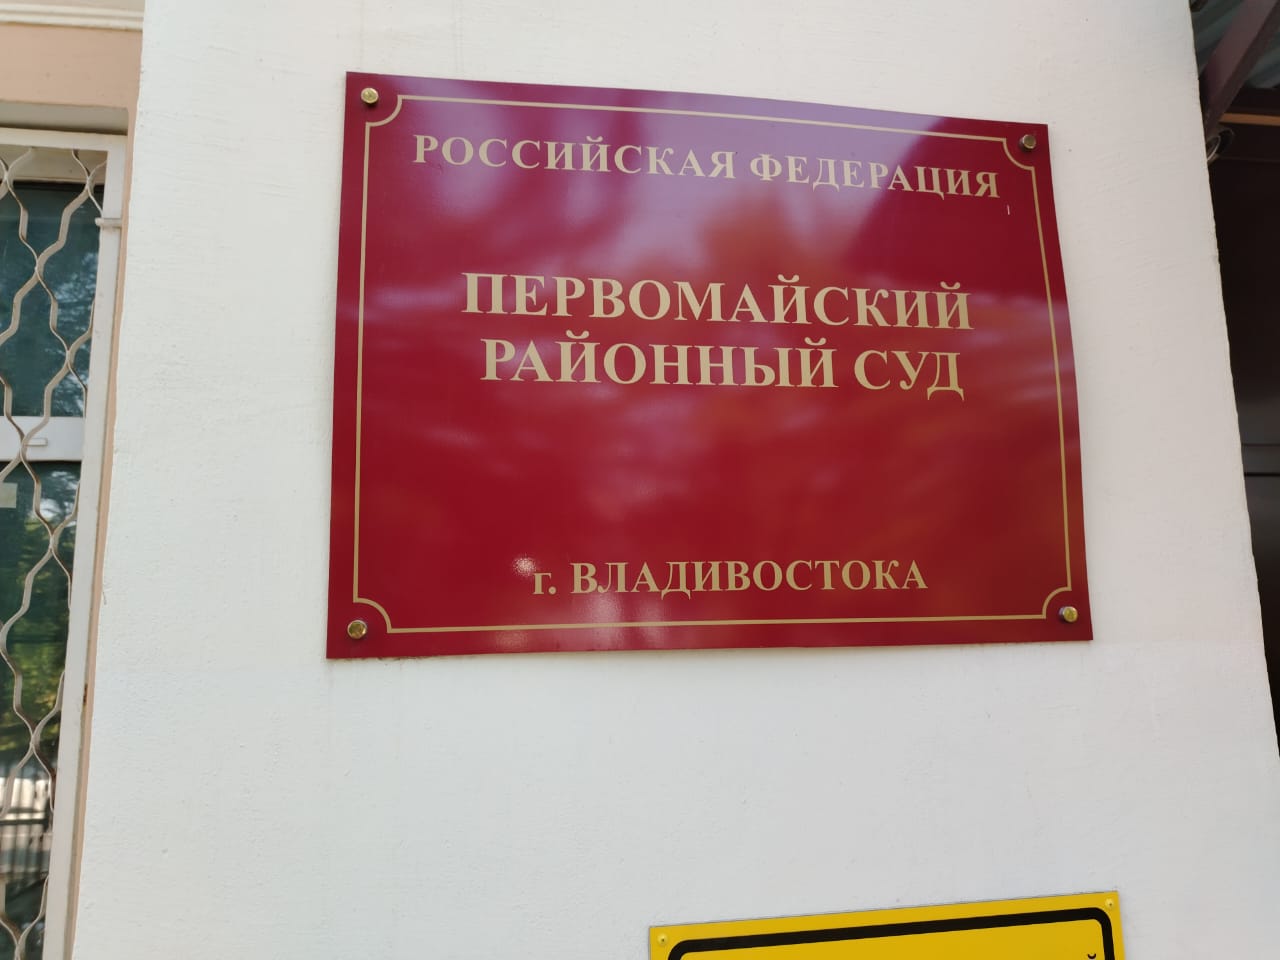 РОССИЙСКАЯ ФЕДЕРАЦИЯ
ПЕРВОМАЙСКИЙ
РАЙОННЫЙ СУД
г. ВЛАДИВОСТОКА